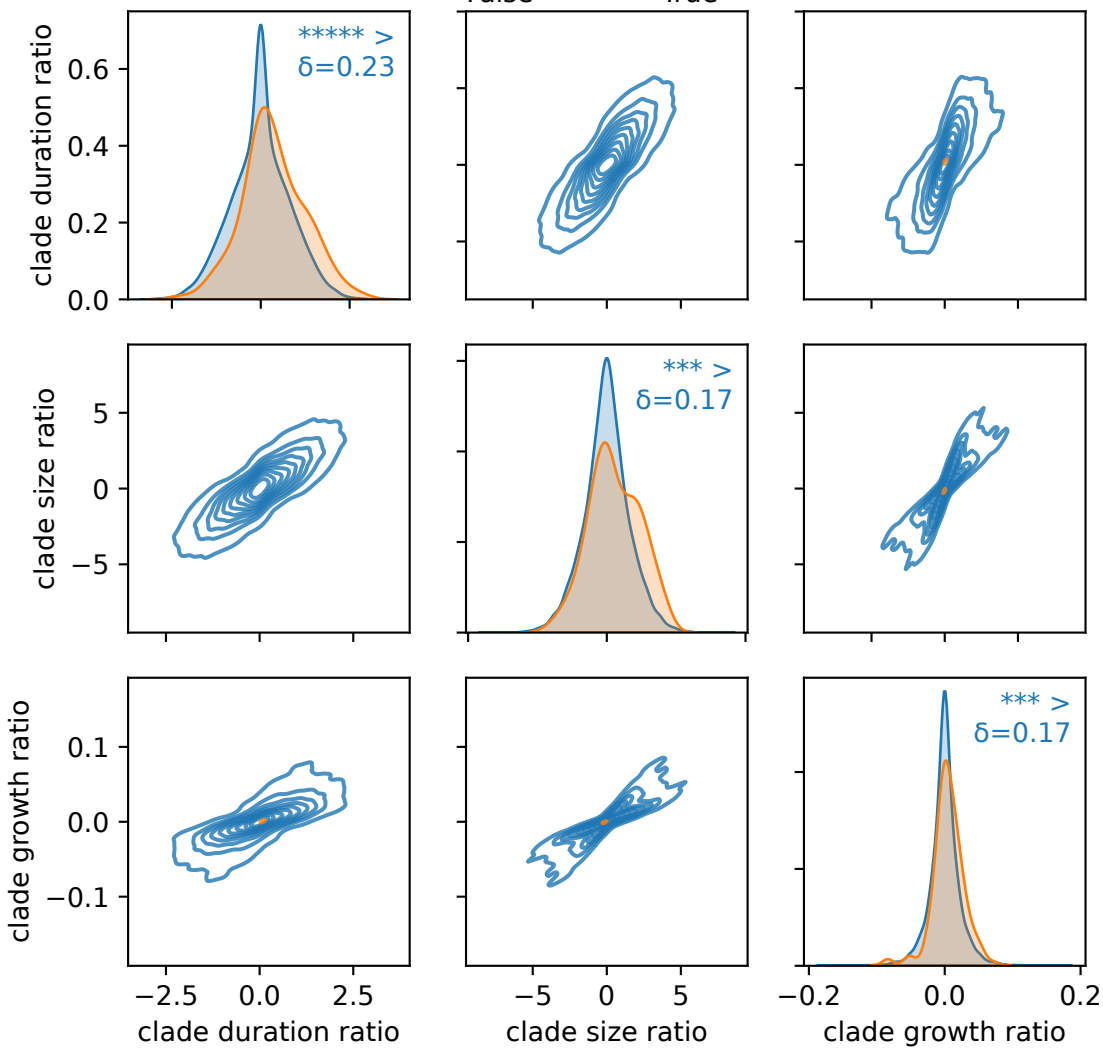 False True
clade duration ratio
0.6
0.4
0.2
0.0
***** >
δ=0.23
clade size ratio
5
0
−5
*** >
δ=0.17
clade growth ratio
0.1
0.0
−0.1
*** >
δ=0.17
−2.5 0.0 2.5
−5 0 5
−0.2 0.0 0.2
clade duration ratio
clade size ratio
clade growth ratio